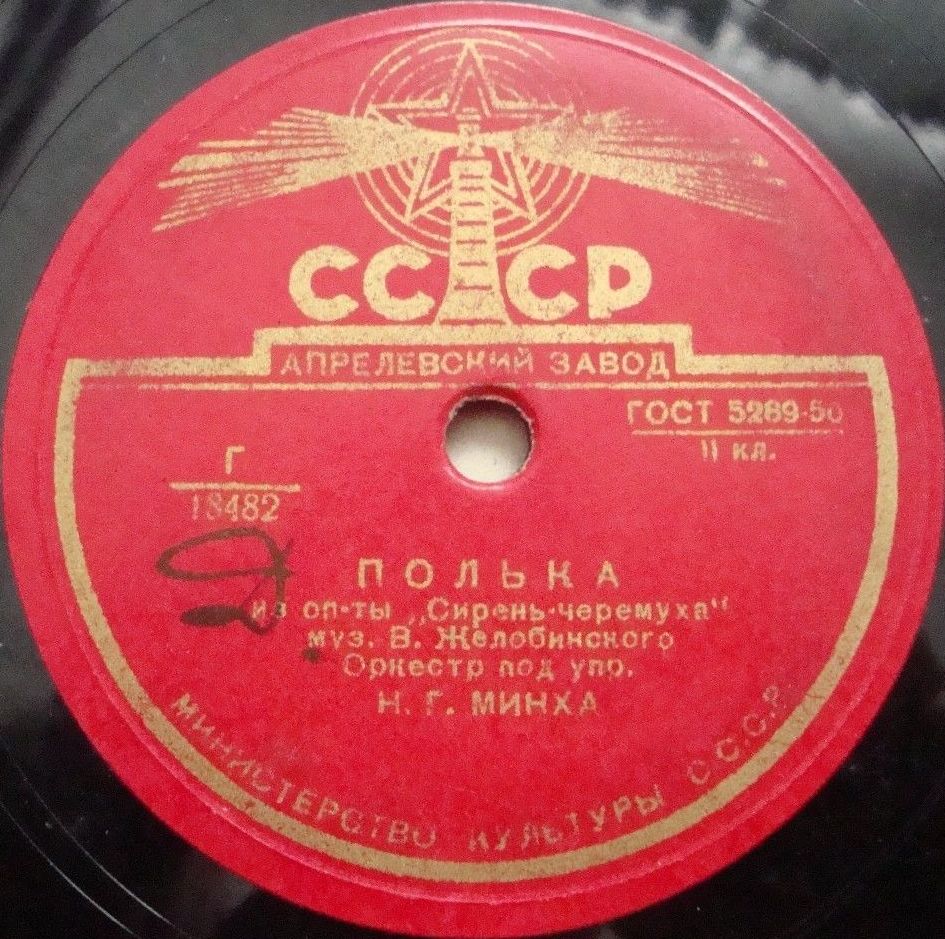 СССР
АПРЕЛЕВСКИЙ ЗАВОД
ГОСТ 5289-50
II кл.
Г
18482
ПОЛЬКА
из оп-ты „Сирень-черемуха"
муз. В. Желобинского
Оркестр под упр.
Н. Г. МИНХА
МИНИСТЕРСТВО КУЛЬТУРЫ С.С.С.Р.